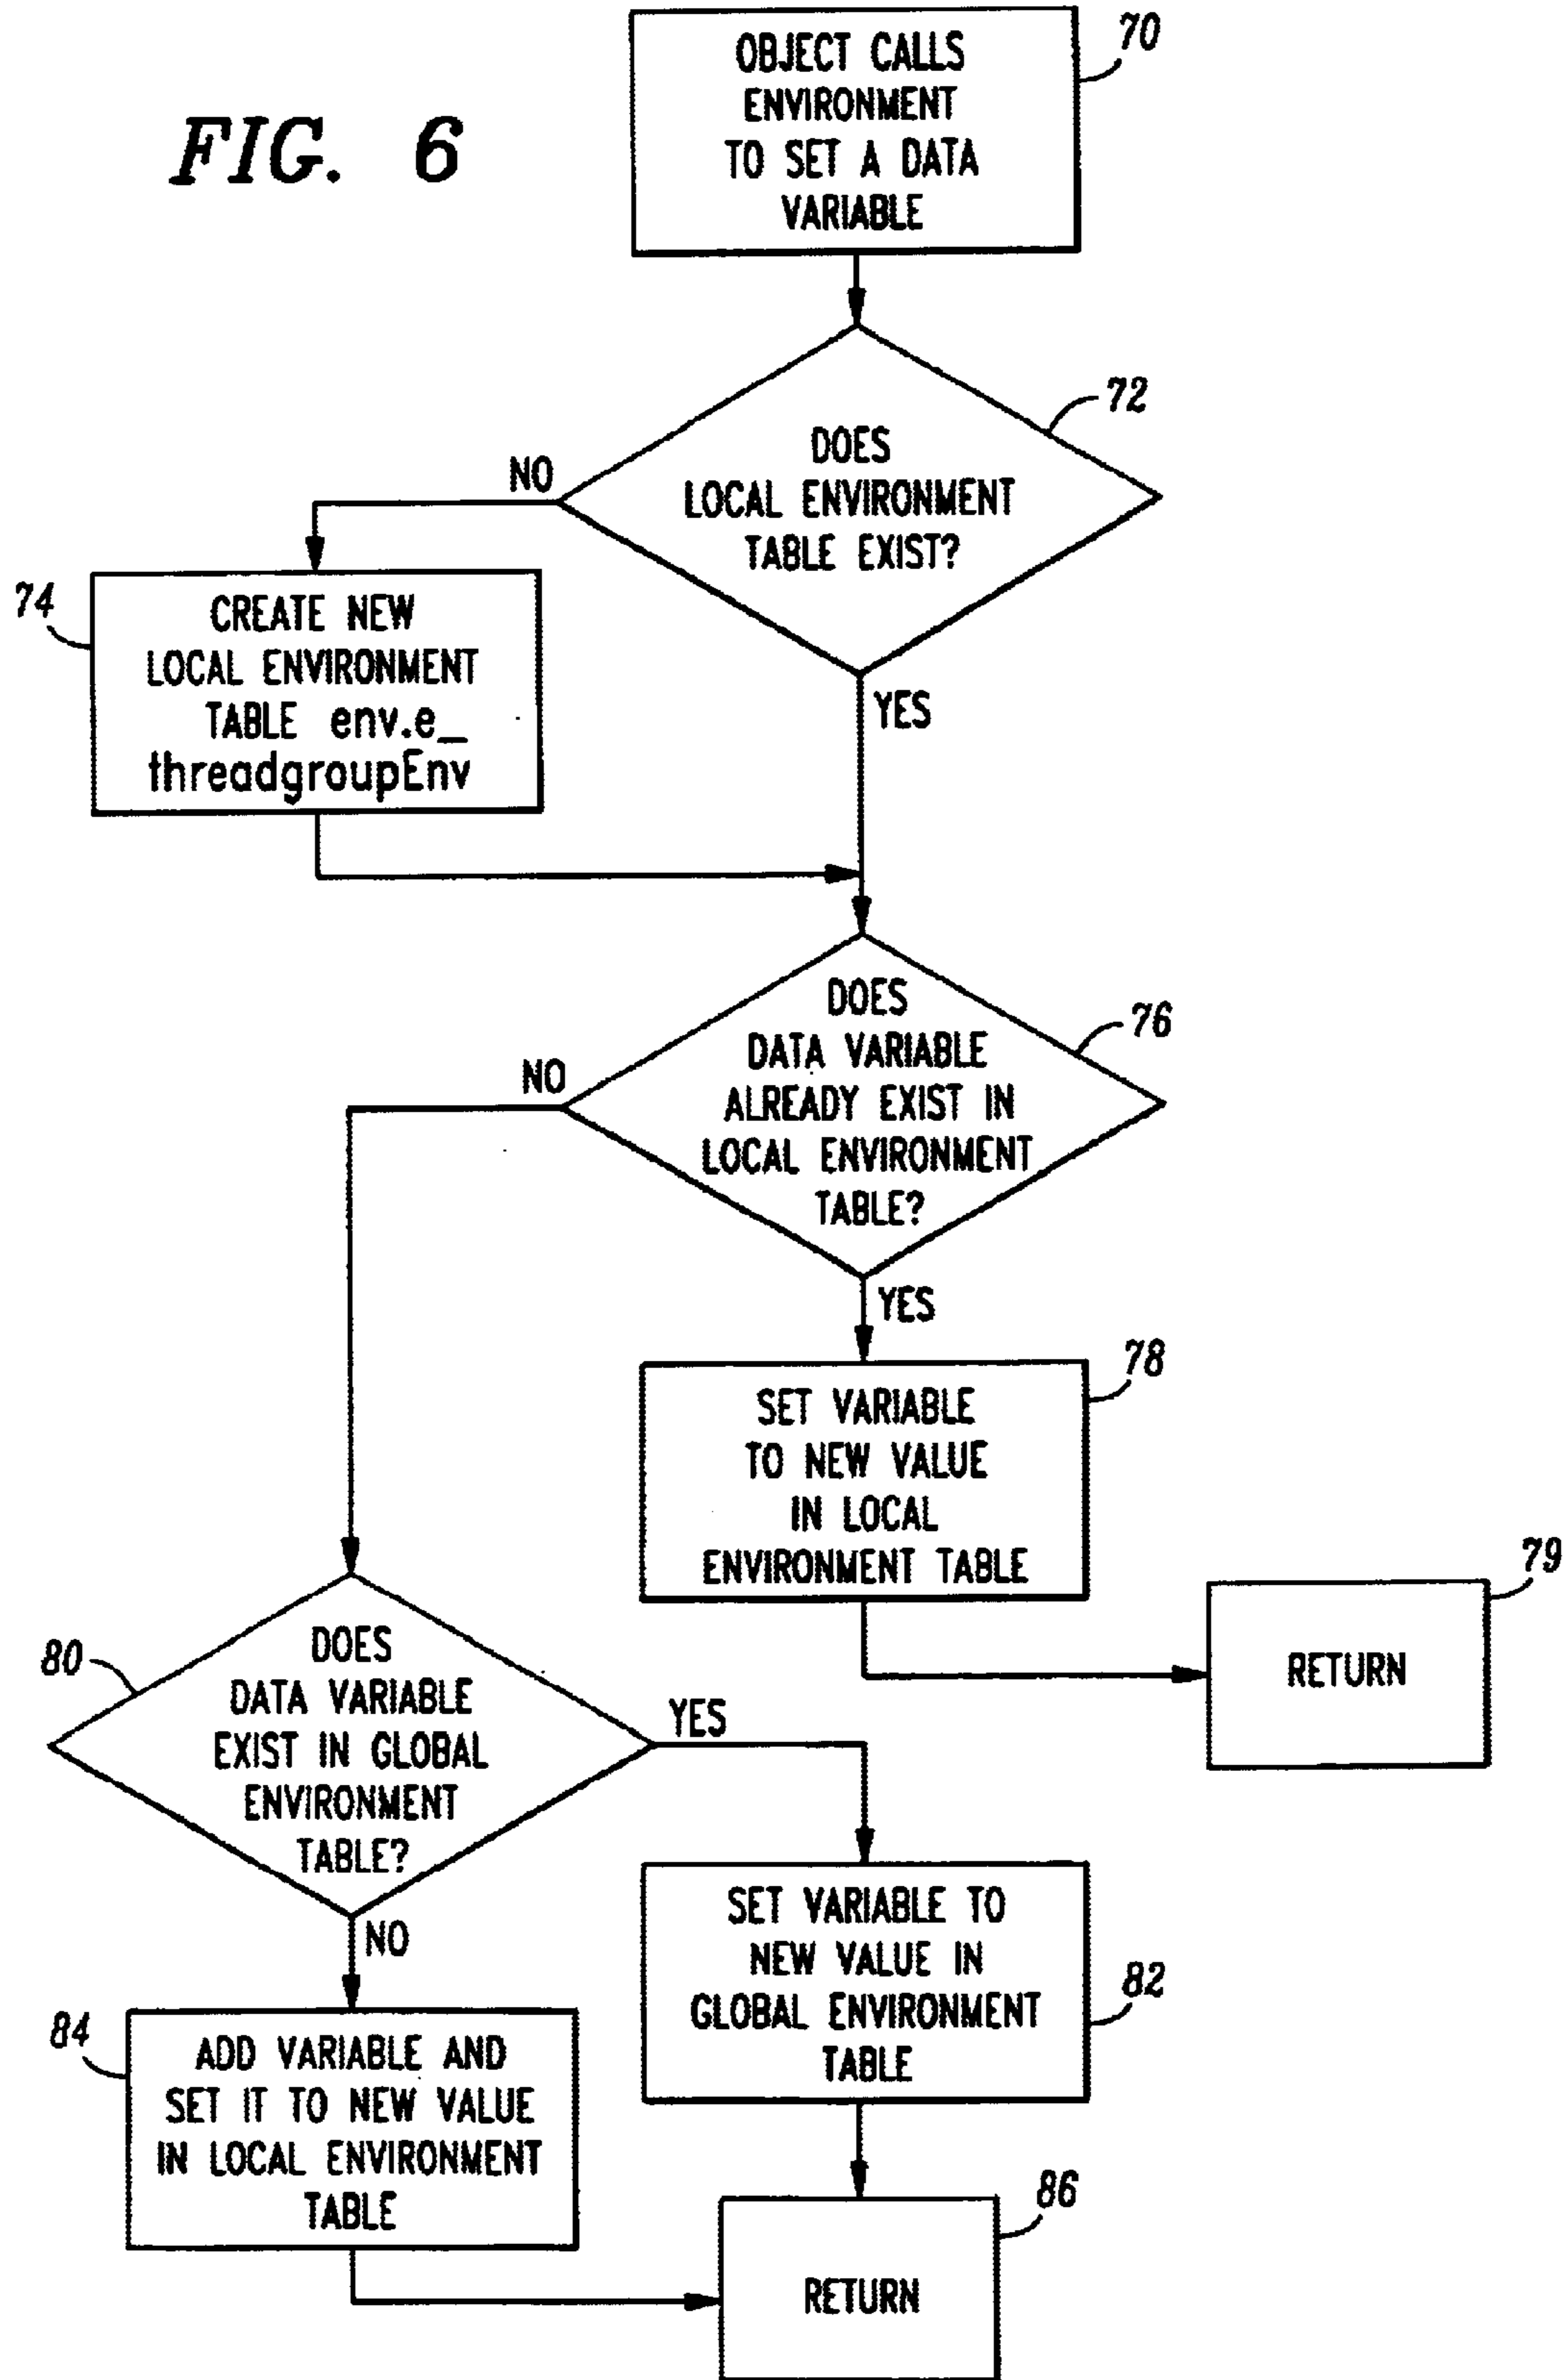 FIG. 6
OBJECT CALLS
ENVIRONMENT
TO SET A DATA
VARIABLE
70
DOES
LOCAL ENVIRONMENT
TABLE EXIST?
72
NO
YES
74
CREATE NEW
LOCAL ENVIRONMENT
TABLE env.e_
threadgroupEnv
DOES
DATA VARIABLE
ALREADY EXIST IN
LOCAL ENVIRONMENT
TABLE?
76
NO
YES
SET VARIABLE
TO NEW VALUE
IN LOCAL
ENVIRONMENT TABLE
78
RETURN
79
80
DOES
DATA VARIABLE
EXIST IN GLOBAL
ENVIRONMENT
TABLE?
YES
NO
SET VARIABLE TO
NEW VALUE IN
GLOBAL ENVIRONMENT
TABLE
82
84
ADD VARIABLE AND
SET IT TO NEW VALUE
IN LOCAL ENVIRONMENT
TABLE
RETURN
86